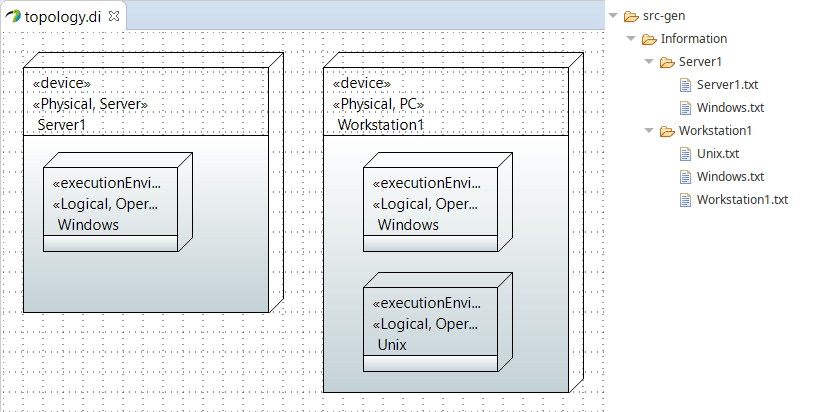 topology.di
«device»
«Physical, Server»
Server1
«executionEnvi...
«Logical, Oper...
Windows
«device»
«Physical, PC»
Workstation1
«executionEnvi...
«Logical, Oper...
Windows
«executionEnvi...
«Logical, Oper...
Unix
src-gen
Information
Server1
Server1.txt
Windows.txt
Workstation1
Unix.txt
Windows.txt
Workstation1.txt